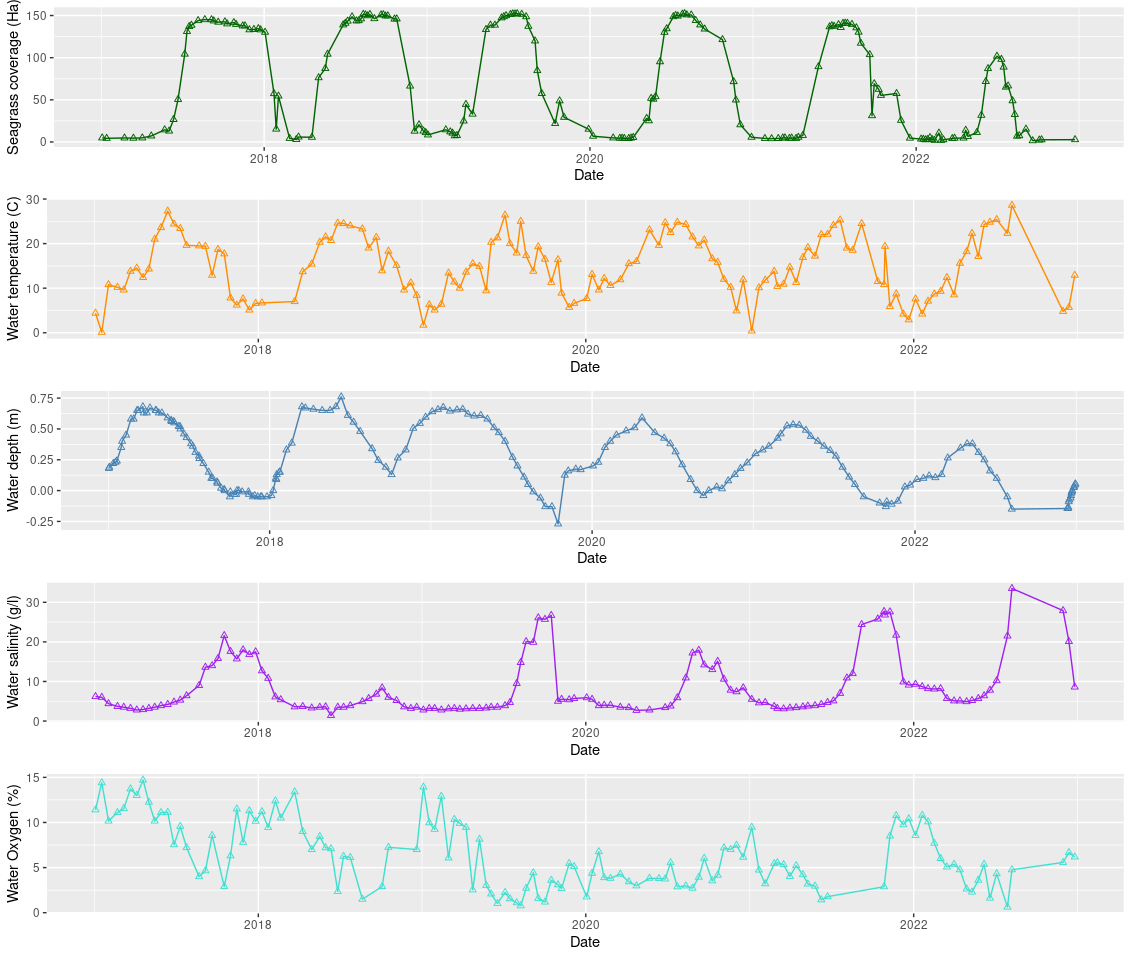 Seagrass coverage (Ha)
150
100
50
0
2018 2020 2022
Date
Water temperature (C)
30
20
10
0
2018 2020 2022
Date
Water depth (m)
0.75
0.50
0.25
0.00
-0.25
2018 2020 2022
Date
Water salinity (g/l)
30
20
10
0
2018 2020 2022
Date
Water Oxygen (%)
15
10
5
0
2018 2020 2022
Date